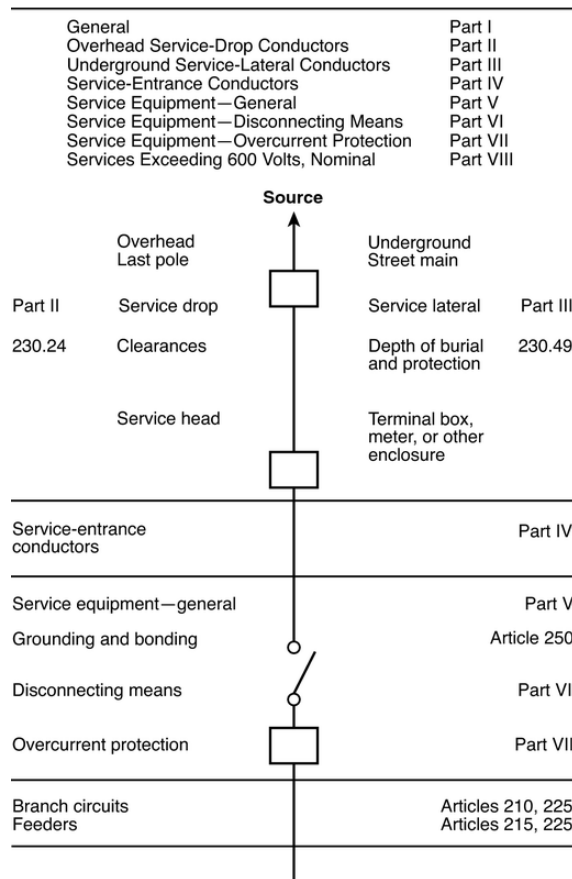 General Part I
Overhead Service-Drop Conductors Part II
Underground Service-Lateral Conductors Part III
Service-Entrance Conductors Part IV
Service Equipment—General Part V
Service Equipment—Disconnecting Means Part VI
Service Equipment—Overcurrent Protection Part VII
Services Exceeding 600 Volts, Nominal Part VIII
Source
Overhead Underground
Last pole Street main
Part II Service drop Service lateral Part III
230.24 Clearances Depth of burial 230.49
and protection
Service head Terminal box,
meter, or other
enclosure
Service-entrance Part IV
conductors
Service equipment—general Part V
Grounding and bonding Article 250
Disconnecting means Part VI
Overcurrent protection Part VII
Branch circuits Articles 210, 225
Feeders Articles 215, 225